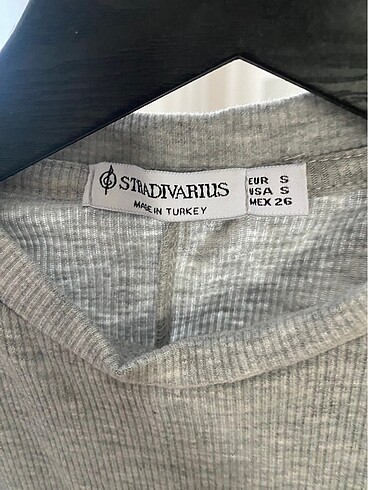 STRADIVARIUS
MADE IN TURKEY
EUR S
USA S
MEX 26